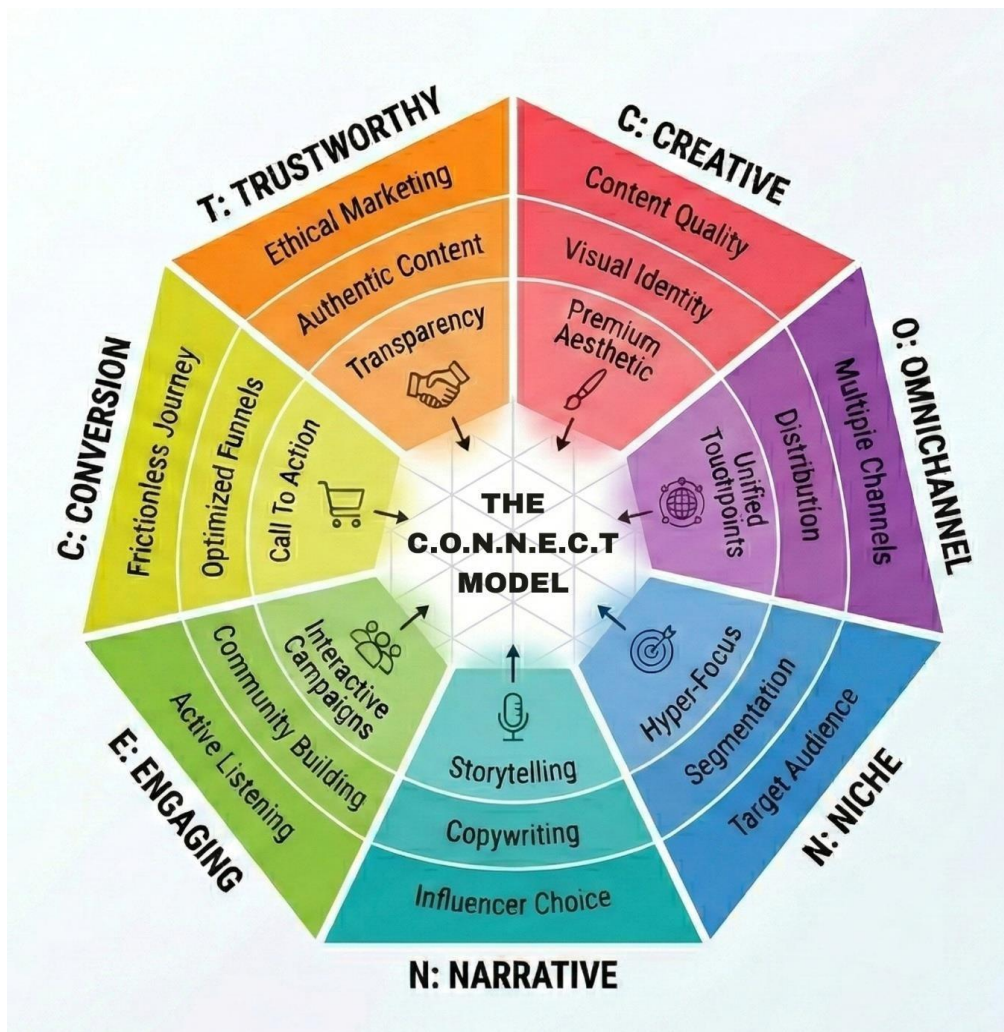 THE
C.O.N.N.E.C.T
MODEL
C: CREATIVE
Content Quality
Visual Identity
Premium
Aesthetic
O: OMNICHANNEL
Multiple Channels
Distribution
Unified
N: NICHE
Target Audience
Segmentation
Hyper-Focus
N: NARRATIVE
Storytelling
Copywriting
Influencer Choice
E: ENGAGING
Active Listening
Community Building
Interactive
Campaigns
C: CONVERSION
Frictionless Journey
Optimized Funnels
Call To Action
T: TRUSTWORTHY
Ethical Marketing
Authentic Content
Transparency